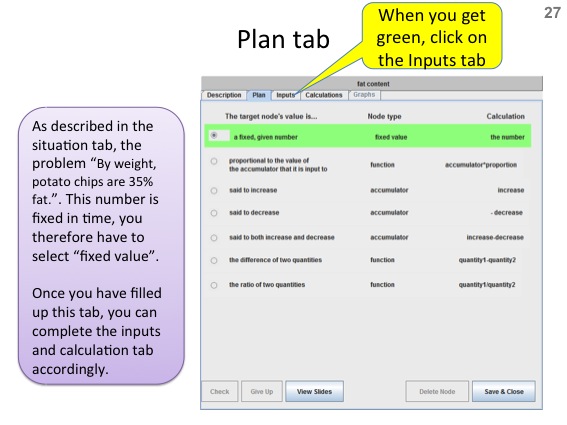 27
Plan tab
When you get
green, click on
the Inputs tab
As described in the
situation tab, the
problem “By weight,
potato chips are 35%
fat.”. This number is
fixed in time, you
therefore have to
select “fixed value”.
Once you have filled
up this tab, you can
complete the inputs
and calculation tab
accordingly.
fat content
Description Plan Inputs Calculations Graphs
The target node's value is... Node type Calculation
a fixed, given number fixed value the number
proportional to the value of
the accumulator that it is input to function accumulator*proportion
said to increase accumulator increase
said to decrease accumulator - decrease
said to both increase and decrease accumulator increase-decrease
the difference of two quantities function quantity1-quantity2
the ratio of two quantities function quantity1/quantity2
Check Give Up View Slides Delete Node Save & Close